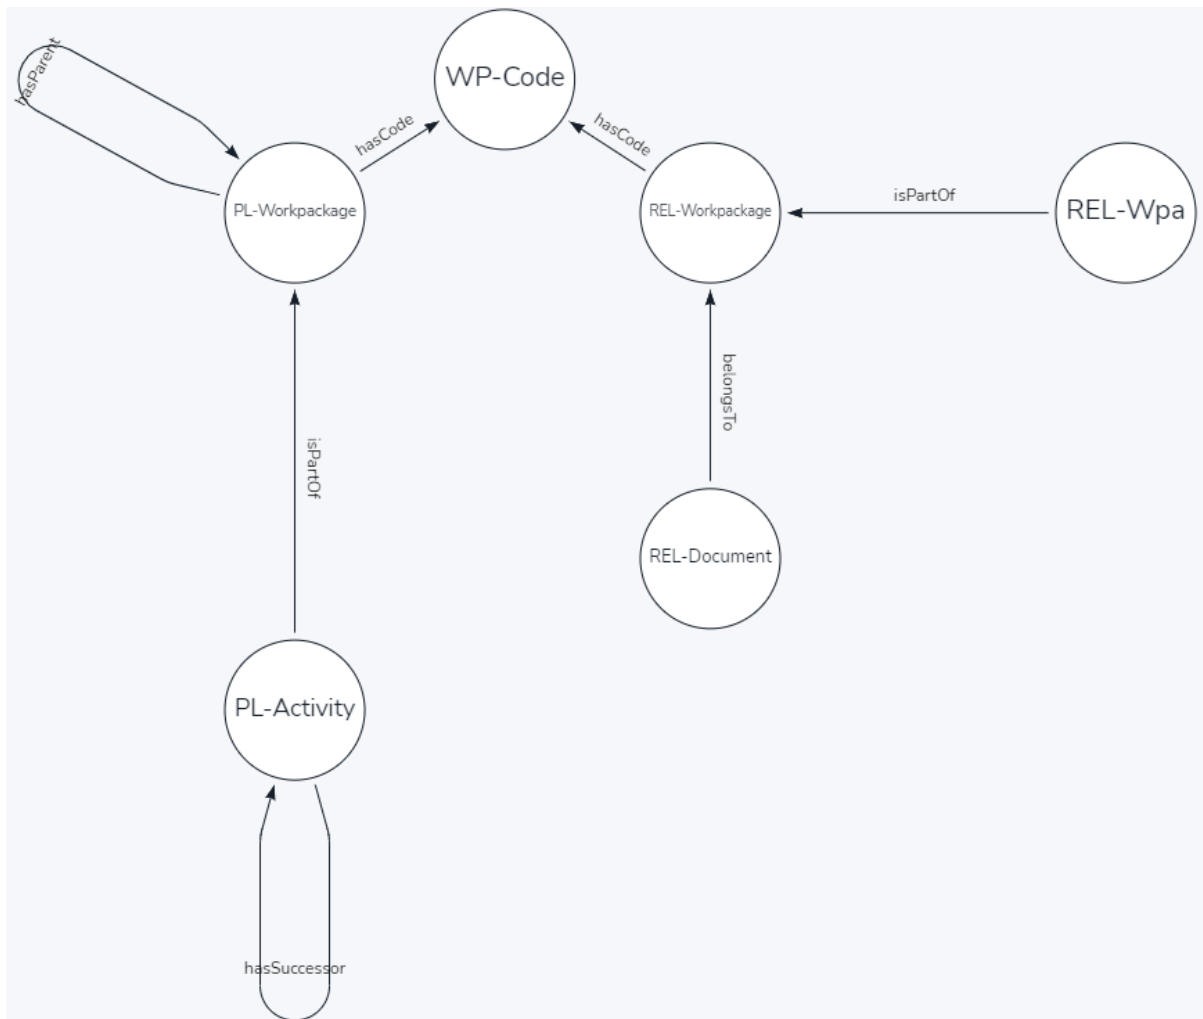 hasParent
WP-Code
hasCode
hasCode
PL-Workpackage
REL-Workpackage
isPartOf
REL-Wpa
belongsTo
isPartOf
REL-Document
PL-Activity
hasSuccessor